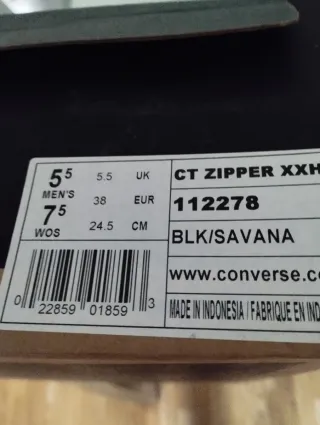 5⁵ MEN'S 5.5 UK
7⁵ WOS 38 EUR
24.5 CM
CT ZIPPER XXH
112278
BLK/SAVANA
www.converse.co
MADE IN INDONESIA / FABRIQUE EN IND
0 22859 01859 3